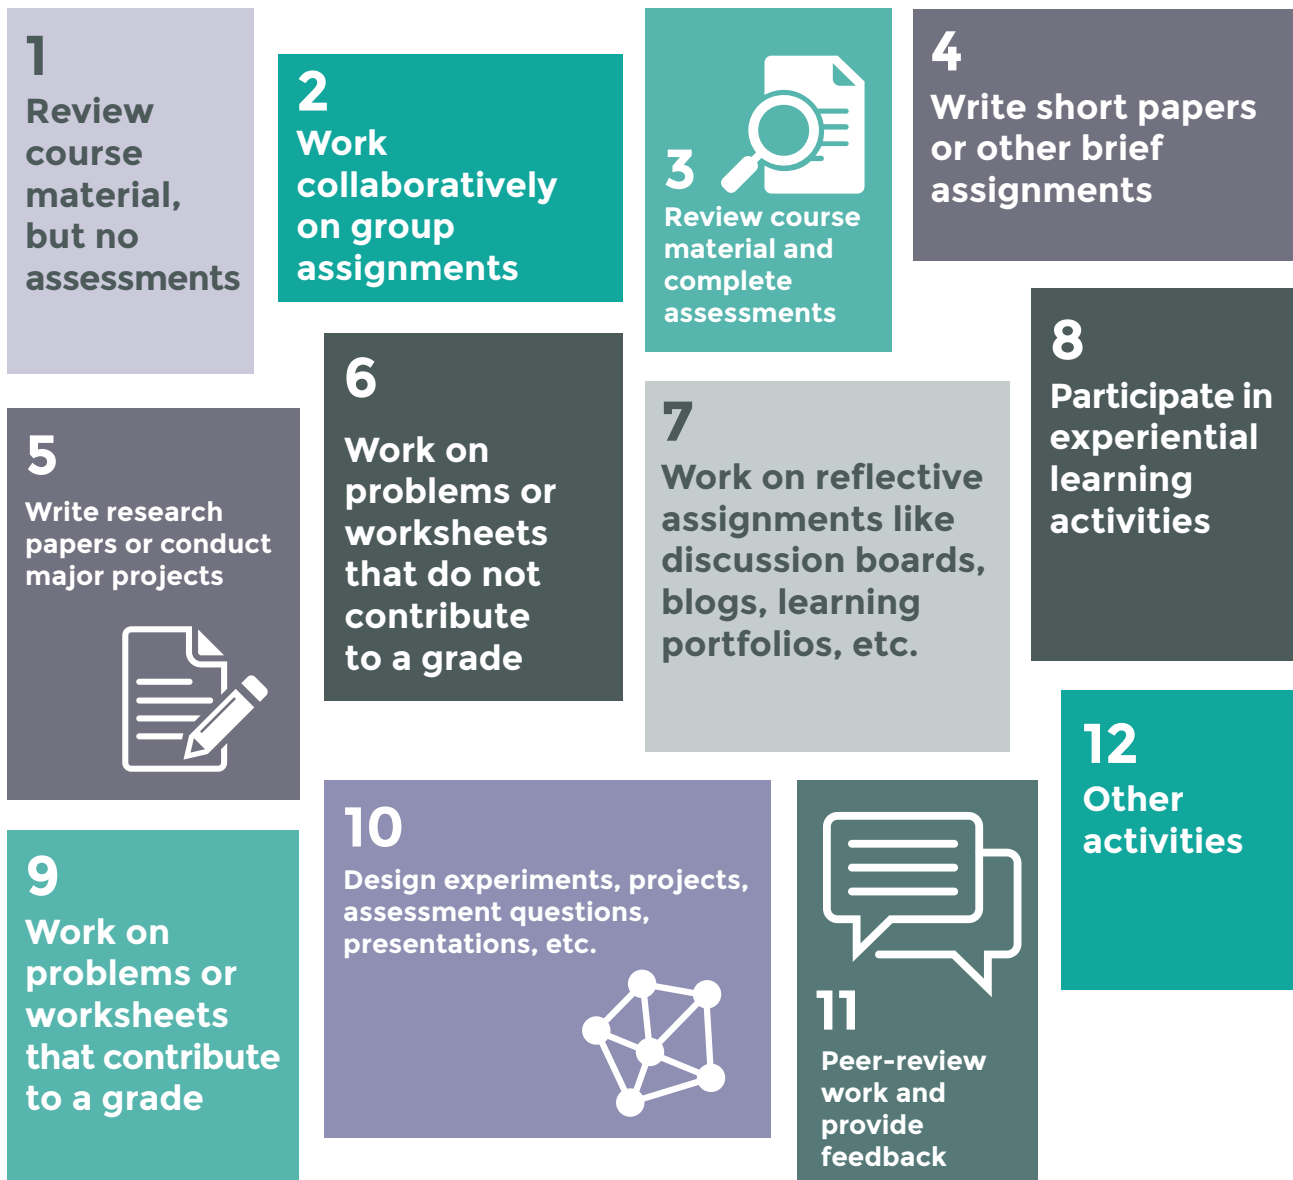 1
Review
course
material,
but no
assessments
2
Work
collaboratively
on group
assignments
3
Review course
material and
complete
assessments
4
Write short papers
or other brief
assignments
5
Write research
papers or conduct
major projects
6
Work on
problems or
worksheets
that do not
contribute
to a grade
7
Work on reflective
assignments like
discussion boards,
blogs, learning
portfolios, etc.
8
Participate in
experiential
learning
activities
9
Work on
problems or
worksheets
that contribute
to a grade
10
Design experiments, projects,
assessment questions,
presentations, etc.
11
Peer-review
work and
provide
feedback
12
Other
activities